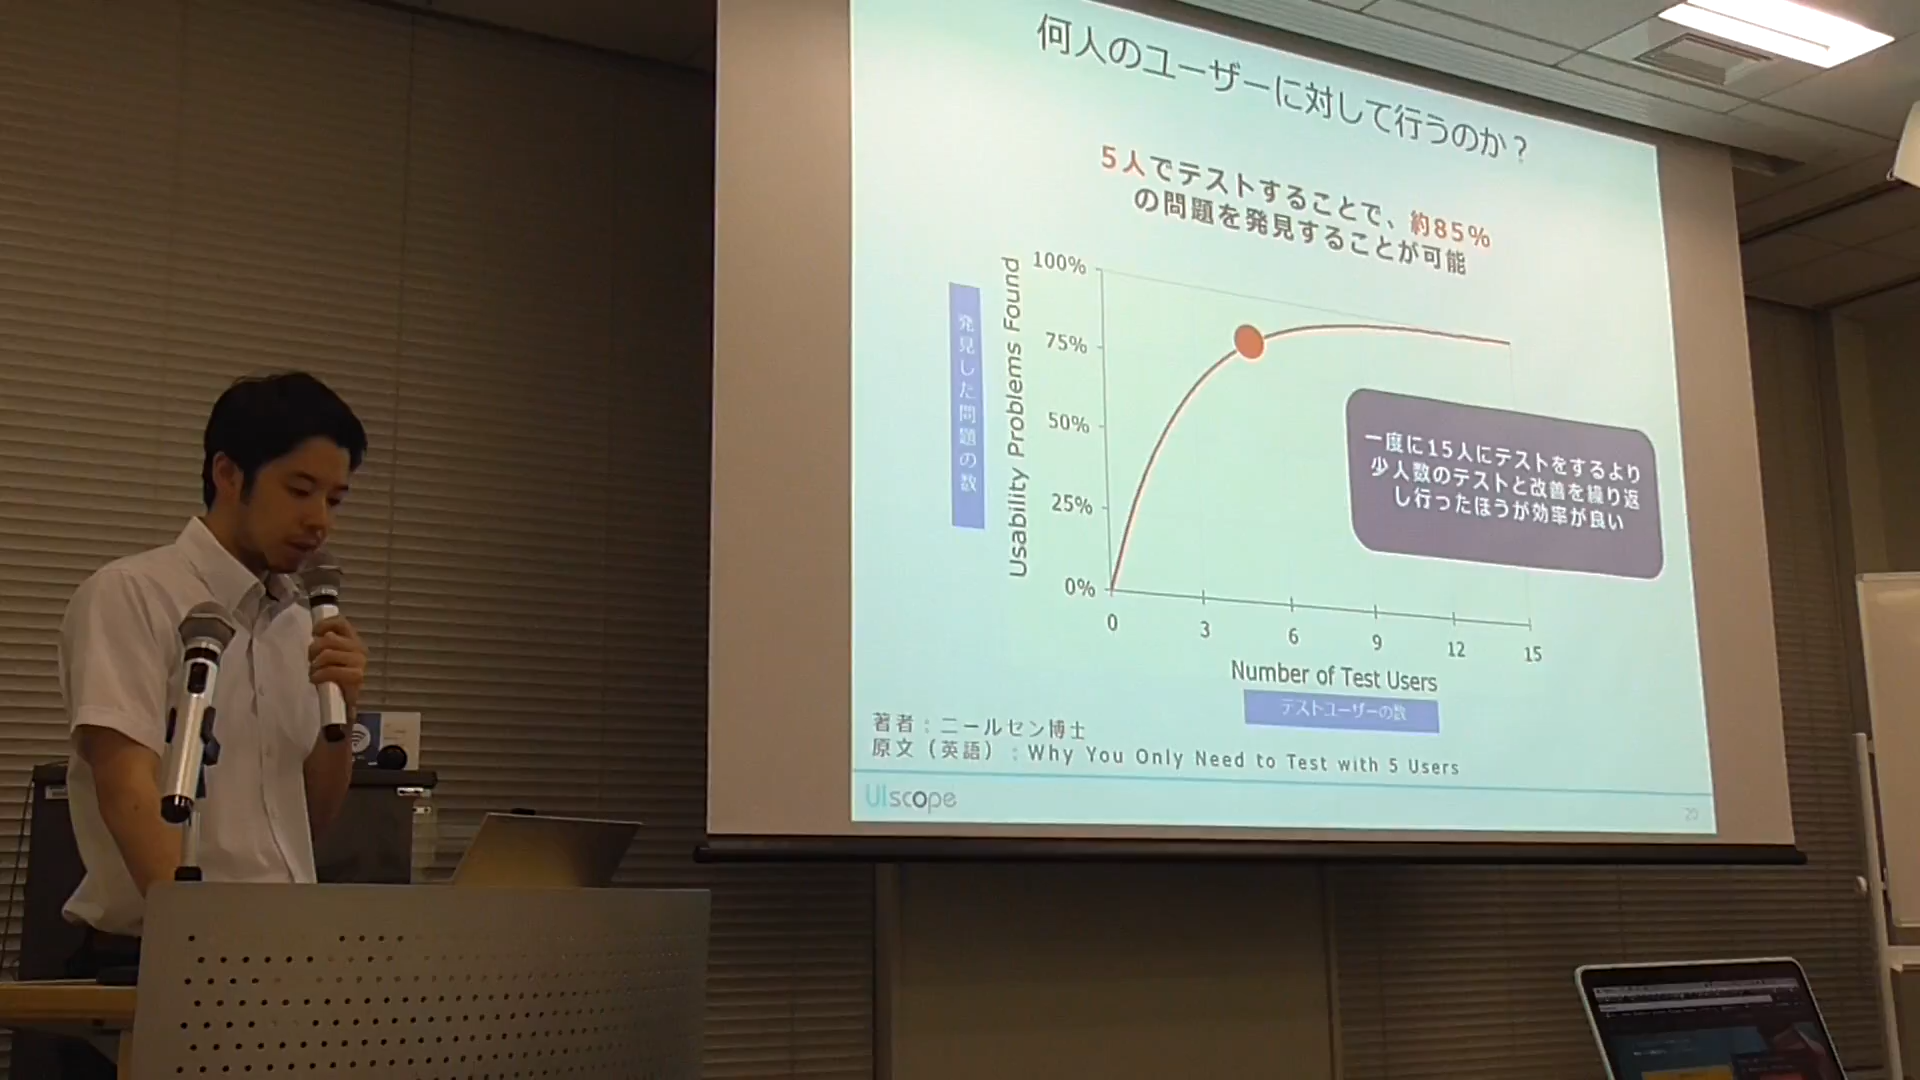 何人のユーザーに対して行うのか？
5人でテストすることで、約85%
の問題を発見することが可能
発見した問題の数
Usability Problems Found
100%
75%
50%
25%
0%
0
3
6
9
12
15
一度に15人にテストをするより
少人数のテストと改善を繰り返
し行ったほうが効率が良い
Number of Test Users
テストユーザーの数
著者：ニールセン博士
原文（英語）：Why You Only Need to Test with 5 Users
UIscope
20